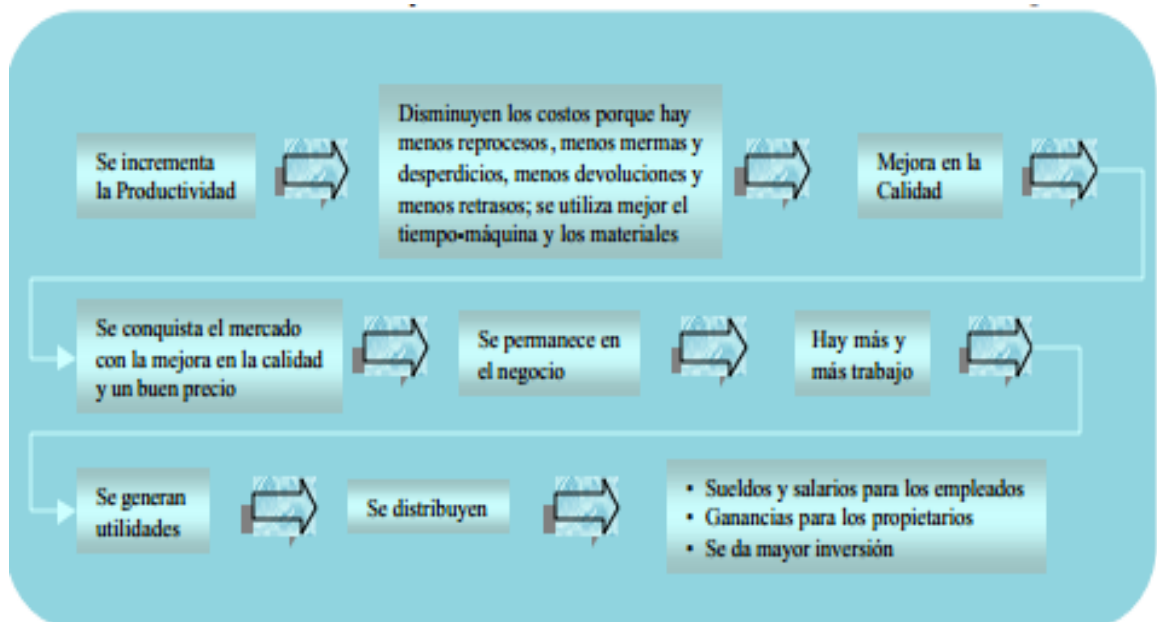 Se incrementa
la Productividad
Disminuyen los costos porque hay
menos reprocesos, menos mermas y
desperdicios, menos devoluciones y
menos retrasos; se utiliza mejor el
tiempo-máquina y los materiales
Mejora en la
Calidad
Se conquista el mercado
con la mejora en la calidad
y un buen precio
Se permanece en
el negocio
Hay más y
más trabajo
Se generan
utilidades
Se distribuyen
• Sueldos y salarios para los empleados
• Ganancias para los propietarios
• Se da mayor inversión